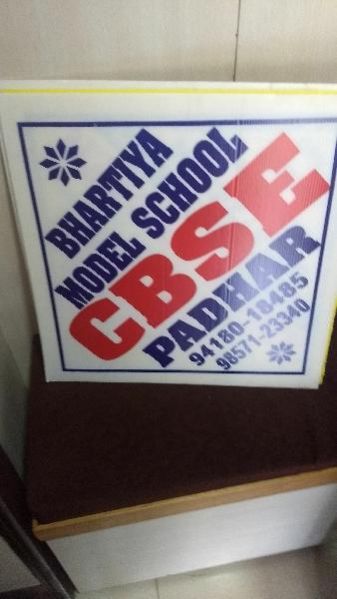 BHARTIYA
MODEL SCHOOL
CBSE
PADHAR
94180-18485
98571-23340